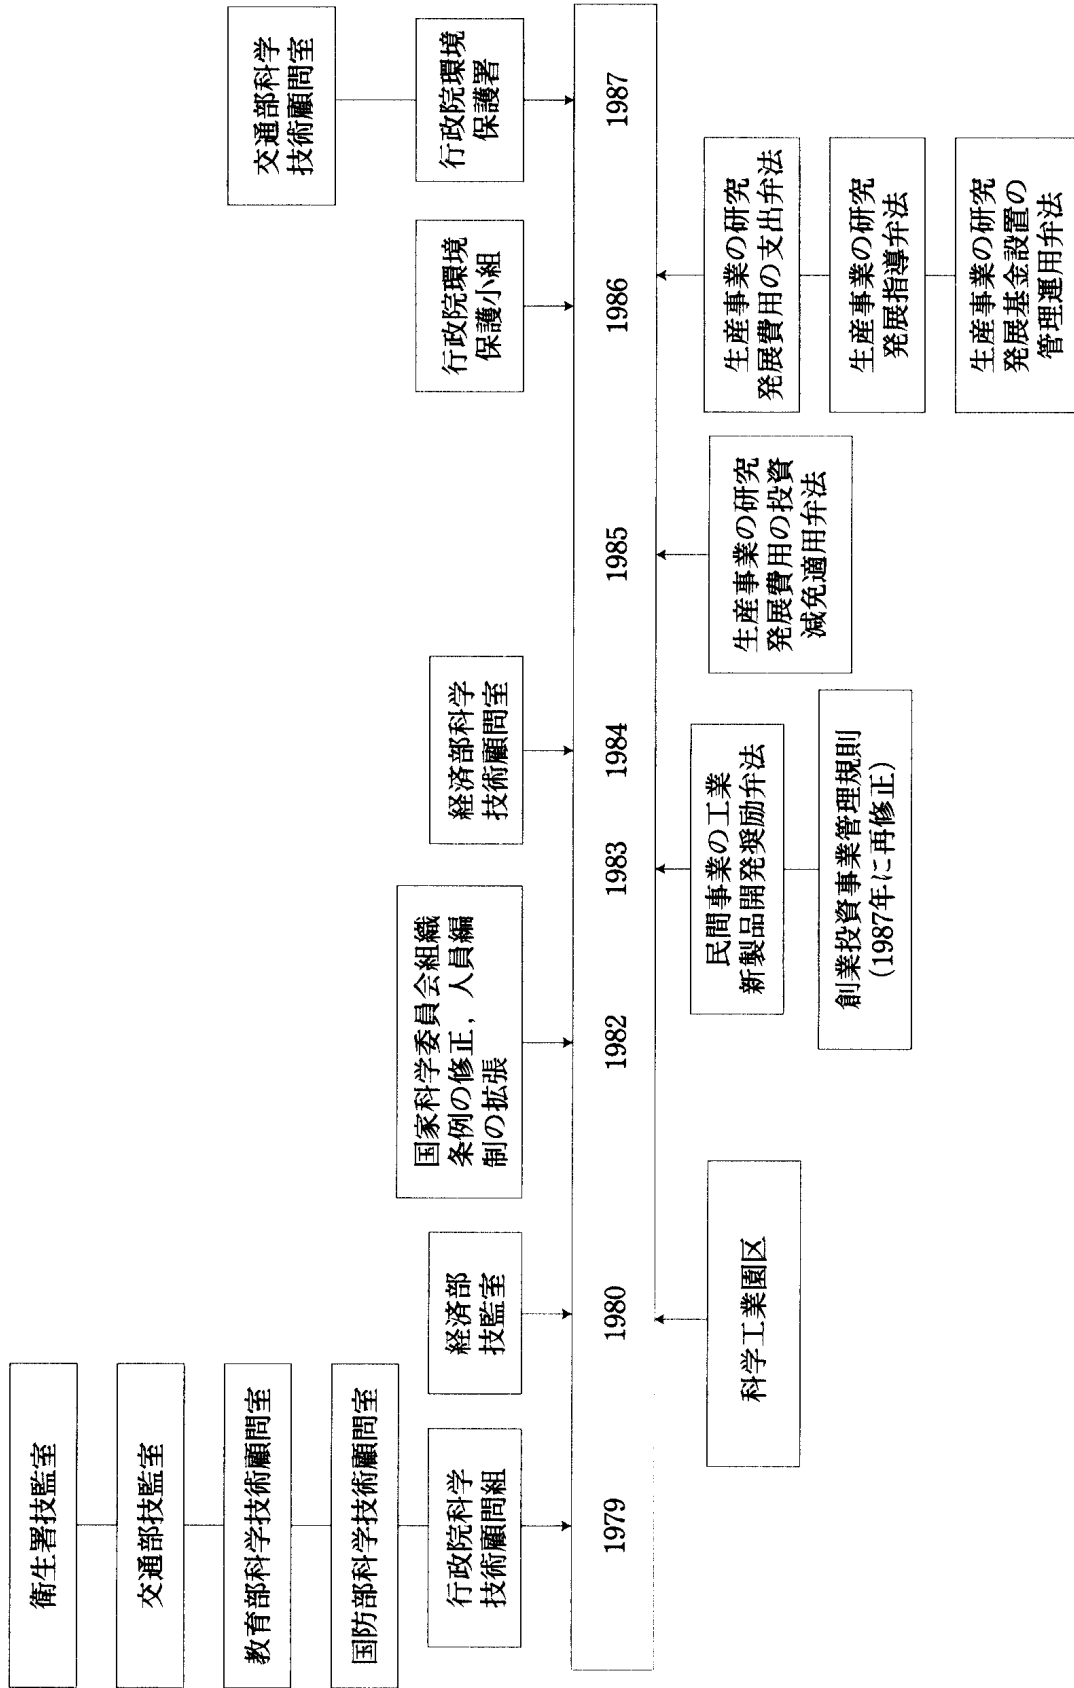 衛生署技監室
交通部技監室
教育部科学技術顧問室
国防部科学技術顧問室
行政院科学
技術顧問組
経済部
技監室
国家科学委員会組織
条例の修正，人員編
制の拡張
経済部科学
技術顧問室
行政院環境
保護小組
交通部科学
技術顧問室
行政院環境
保護署
1979
1980
1982
1983
1984
1985
1986
1987
科学工業園区
民間事業の工業
新製品開発奨励弁法
創業投資事業管理規則
(1987年に再修正)
生産事業の研究
発展費用の投資
減免適用弁法
生産事業の研究
発展費用の支出弁法
生産事業の研究
発展指導弁法
生産事業の研究
発展基金設置の
管理運用弁法